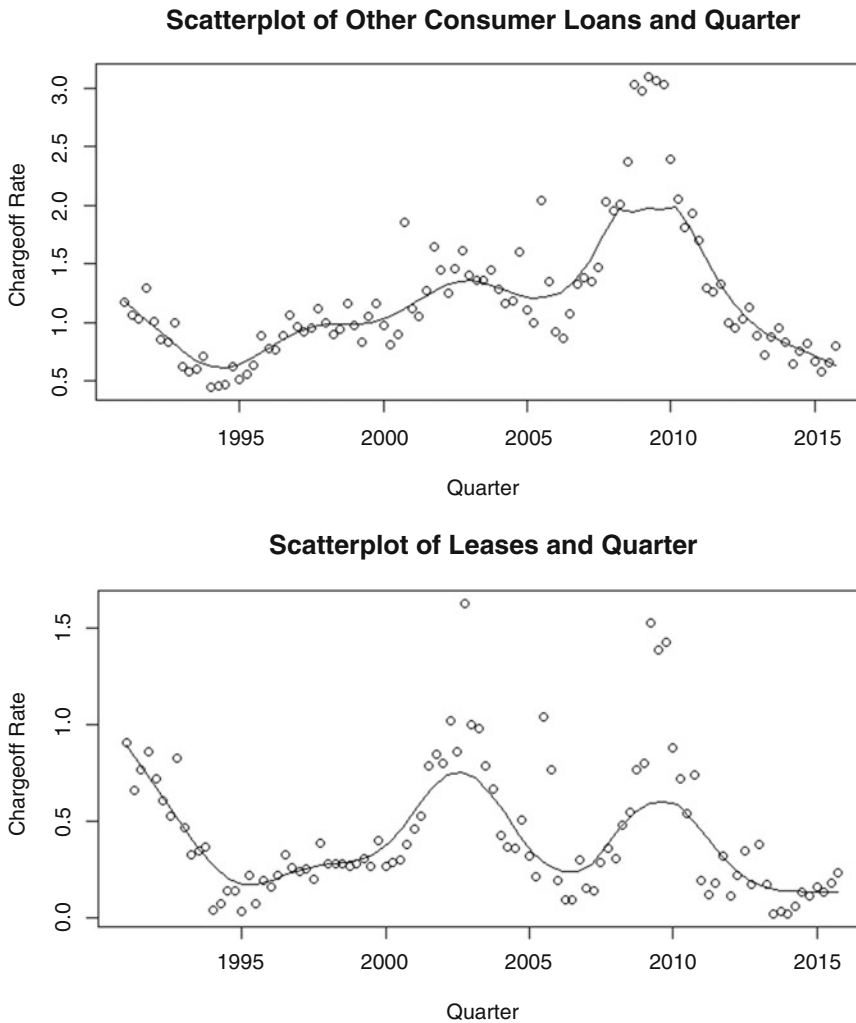 Scatterplot of Other Consumer Loans and Quarter
Chargeoff Rate
3.0
2.5
2.0
1.5
1.0
0.5
1995 2000 2005 2010 2015
Quarter
Scatterplot of Leases and Quarter
Chargeoff Rate
1.5
1.0
0.5
0.0
1995 2000 2005 2010 2015
Quarter